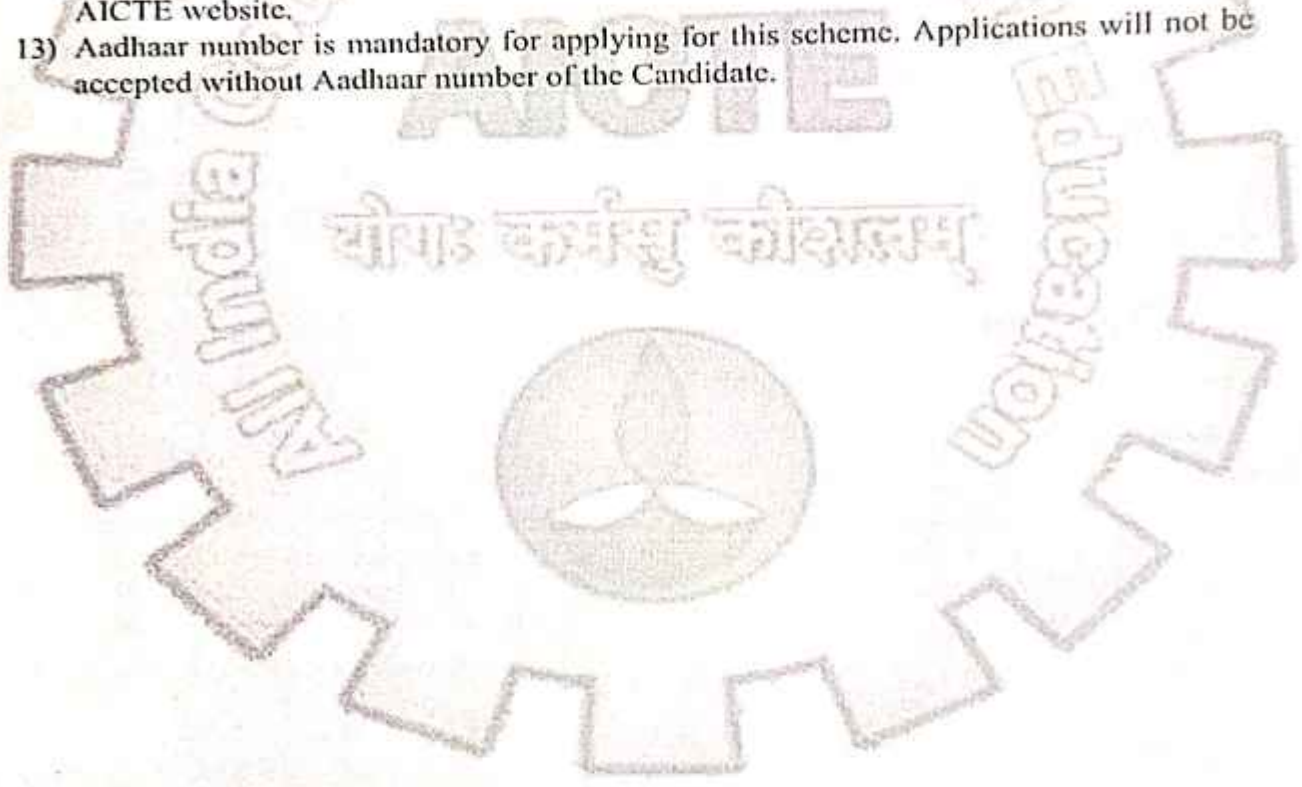 AICTE website.
13) Aadhaar number is mandatory for applying for this scheme. Applications will not be
accepted without Aadhaar number of the Candidate.
AICTE
योगः कर्मसु कौशलम्
All India
Education